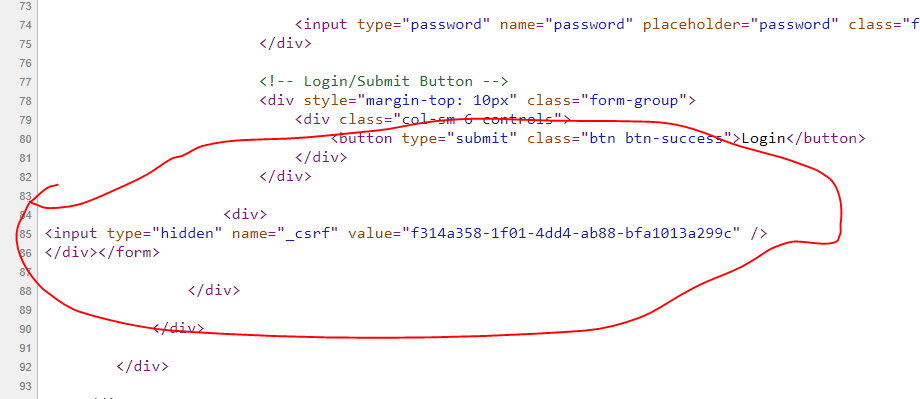 73
74 <input type="password" name="password" placeholder="password" class="f
75 </div>
76
77 <!-- Login/Submit Button -->
78 <div style="margin-top: 10px" class="form-group">
79 <div class="col-sm-6 controls">
80 <button type="submit" class="btn btn-success">Login</button>
81 </div>
82 </div>
83
84 <div>
85 <input type="hidden" name="_csrf" value="f314a358-1f01-4dd4-ab88-bfa1013a299c" />
86 </div></form>
87
88 </div>
89
90 </div>
91
92 </div>
93